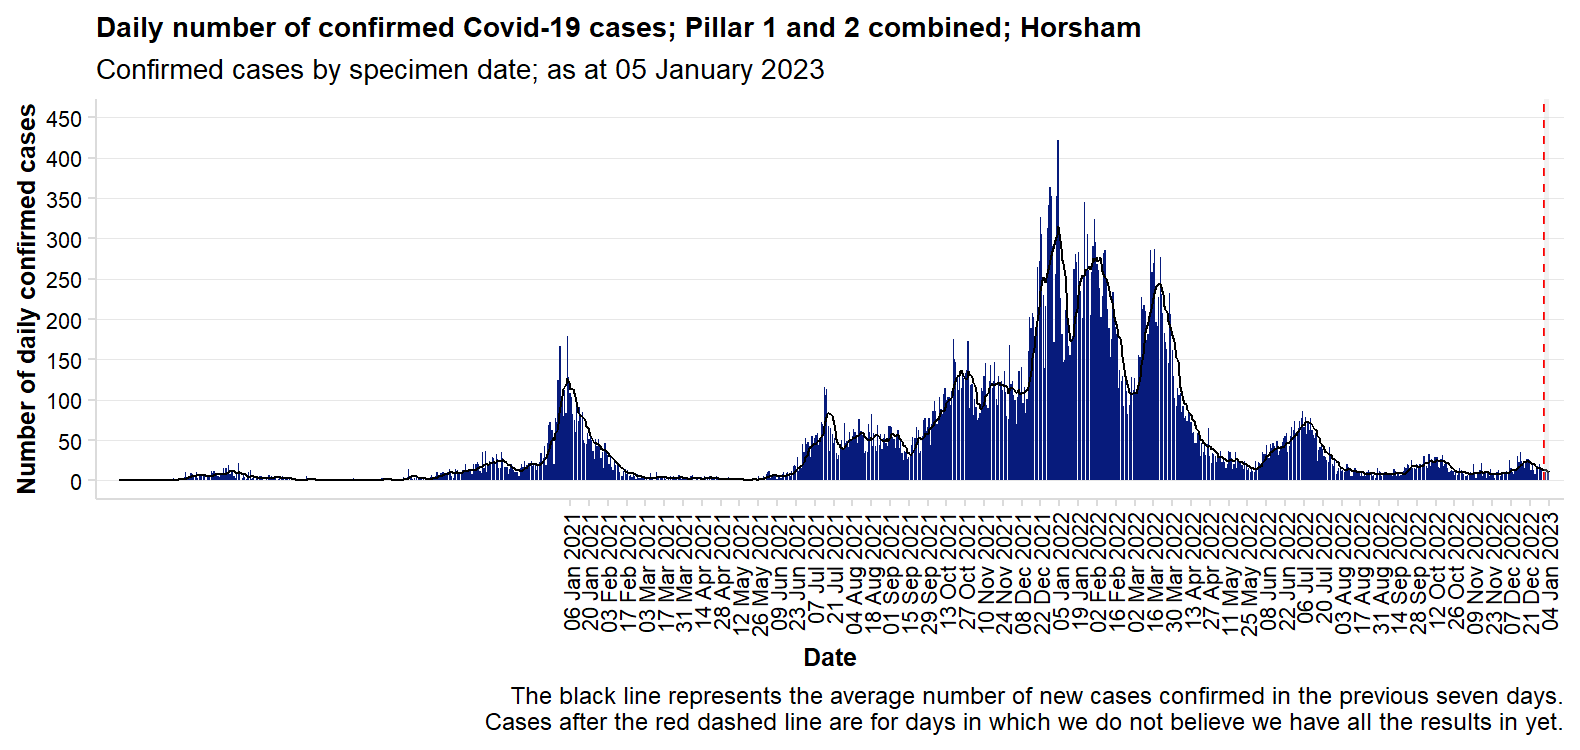 Daily number of confirmed Covid-19 cases; Pillar 1 and 2 combined; Horsham
Confirmed cases by specimen date; as at 05 January 2023
Number of daily confirmed cases
450
400
350
300
250
200
150
100
50
0
06 Jan 2021
20 Jan 2021
03 Feb 2021
17 Feb 2021
03 Mar 2021
17 Mar 2021
31 Mar 2021
14 Apr 2021
28 Apr 2021
12 May 2021
26 May 2021
09 Jun 2021
23 Jun 2021
07 Jul 2021
21 Jul 2021
04 Aug 2021
18 Aug 2021
01 Sep 2021
15 Sep 2021
29 Sep 2021
13 Oct 2021
27 Oct 2021
10 Nov 2021
24 Nov 2021
08 Dec 2021
22 Dec 2021
05 Jan 2022
19 Jan 2022
02 Feb 2022
16 Feb 2022
02 Mar 2022
16 Mar 2022
30 Mar 2022
13 Apr 2022
27 Apr 2022
11 May 2022
25 May 2022
08 Jun 2022
22 Jun 2022
06 Jul 2022
20 Jul 2022
03 Aug 2022
17 Aug 2022
31 Aug 2022
14 Sep 2022
28 Sep 2022
12 Oct 2022
26 Oct 2022
09 Nov 2022
23 Nov 2022
07 Dec 2022
21 Dec 2022
04 Jan 2023
Date
The black line represents the average number of new cases confirmed in the previous seven days.
Cases after the red dashed line are for days in which we do not believe we have all the results in yet.